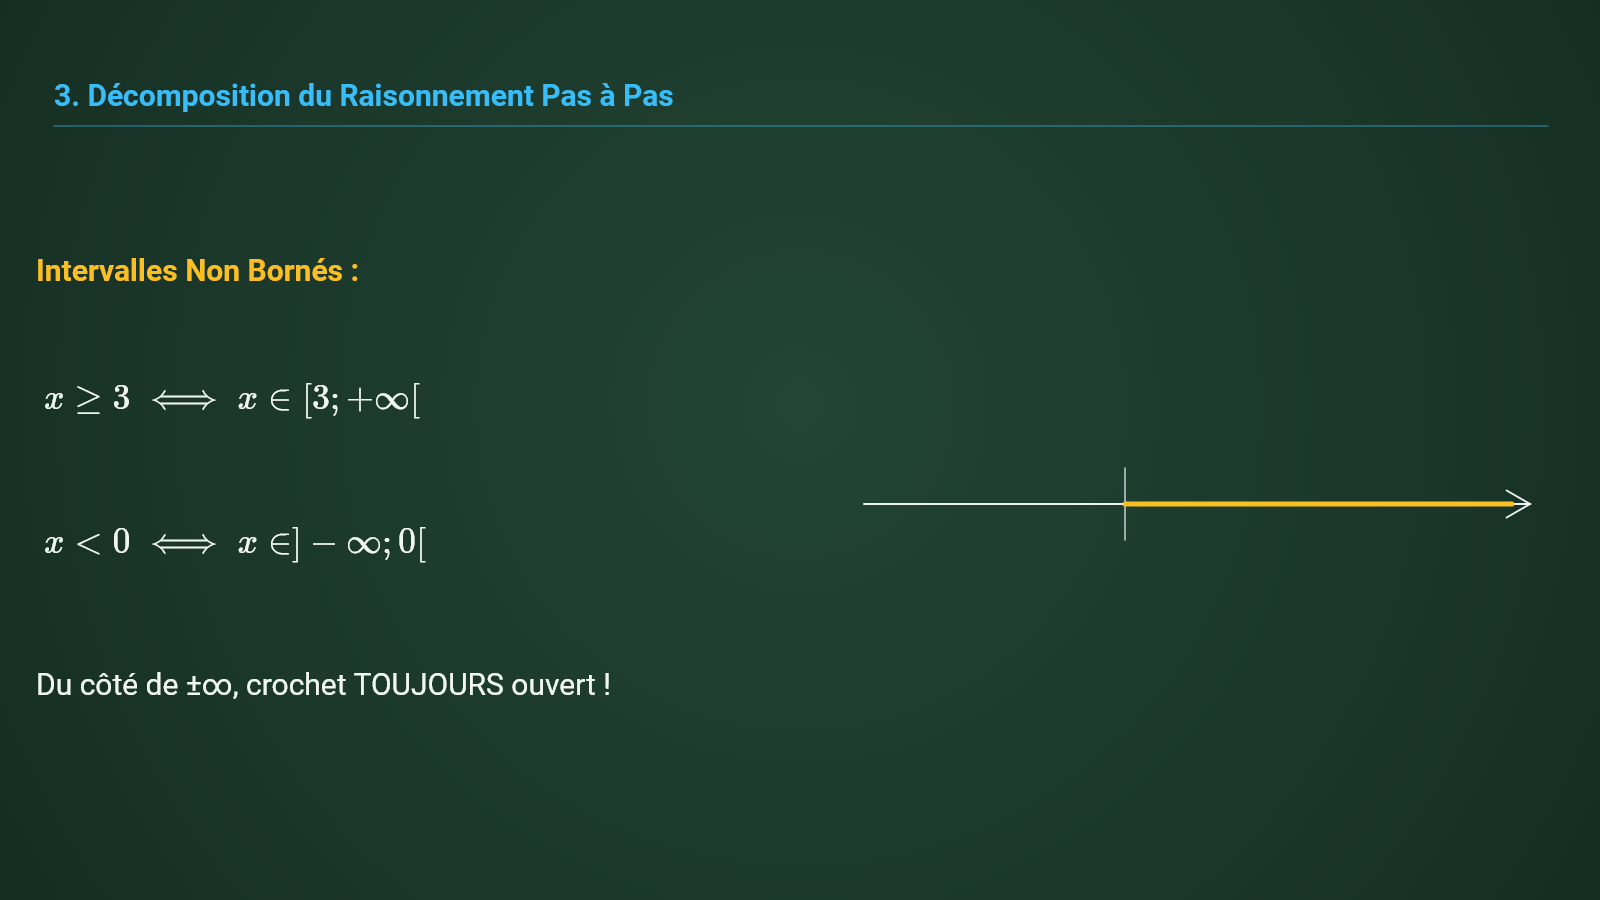 3. Décomposition du Raisonnement Pas à Pas
Intervalles Non Bornés :
x ≥ 3 ⟺ x ∈ [3; +∞[
x < 0 ⟺ x ∈] − ∞; 0[
Du côté de ±∞, crochet TOUJOURS ouvert !